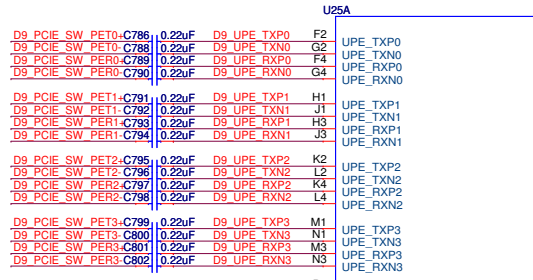 U25A
D9_PCIE_SW_PET0+ C786 0.22uF D9_UPE_TXP0 F2 UPE_TXP0
D9_PCIE_SW_PET0- C788 0.22uF D9_UPE_TXN0 G2 UPE_TXN0
D9_PCIE_SW_PER0+ C789 0.22uF D9_UPE_RXP0 F4 UPE_RXP0
D9_PCIE_SW_PER0- C790 0.22uF D9_UPE_RXN0 G4 UPE_RXN0
D9_PCIE_SW_PET1+ C791 0.22uF D9_UPE_TXP1 H1 UPE_TXP1
D9_PCIE_SW_PET1- C792 0.22uF D9_UPE_TXN1 J1 UPE_TXN1
D9_PCIE_SW_PER1+ C793 0.22uF D9_UPE_RXP1 H3 UPE_RXP1
D9_PCIE_SW_PER1- C794 0.22uF D9_UPE_RXN1 J3 UPE_RXN1
D9_PCIE_SW_PET2+ C795 0.22uF D9_UPE_TXP2 K2 UPE_TXP2
D9_PCIE_SW_PET2- C796 0.22uF D9_UPE_TXN2 L2 UPE_TXN2
D9_PCIE_SW_PER2+ C797 0.22uF D9_UPE_RXP2 K4 UPE_RXP2
D9_PCIE_SW_PER2- C798 0.22uF D9_UPE_RXN2 L4 UPE_RXN2
D9_PCIE_SW_PET3+ C799 0.22uF D9_UPE_TXP3 M1 UPE_TXP3
D9_PCIE_SW_PET3- C800 0.22uF D9_UPE_TXN3 N1 UPE_TXN3
D9_PCIE_SW_PER3+ C801 0.22uF D9_UPE_RXP3 M3 UPE_RXP3
D9_PCIE_SW_PER3- C802 0.22uF D9_UPE_RXN3 N3 UPE_RXN3